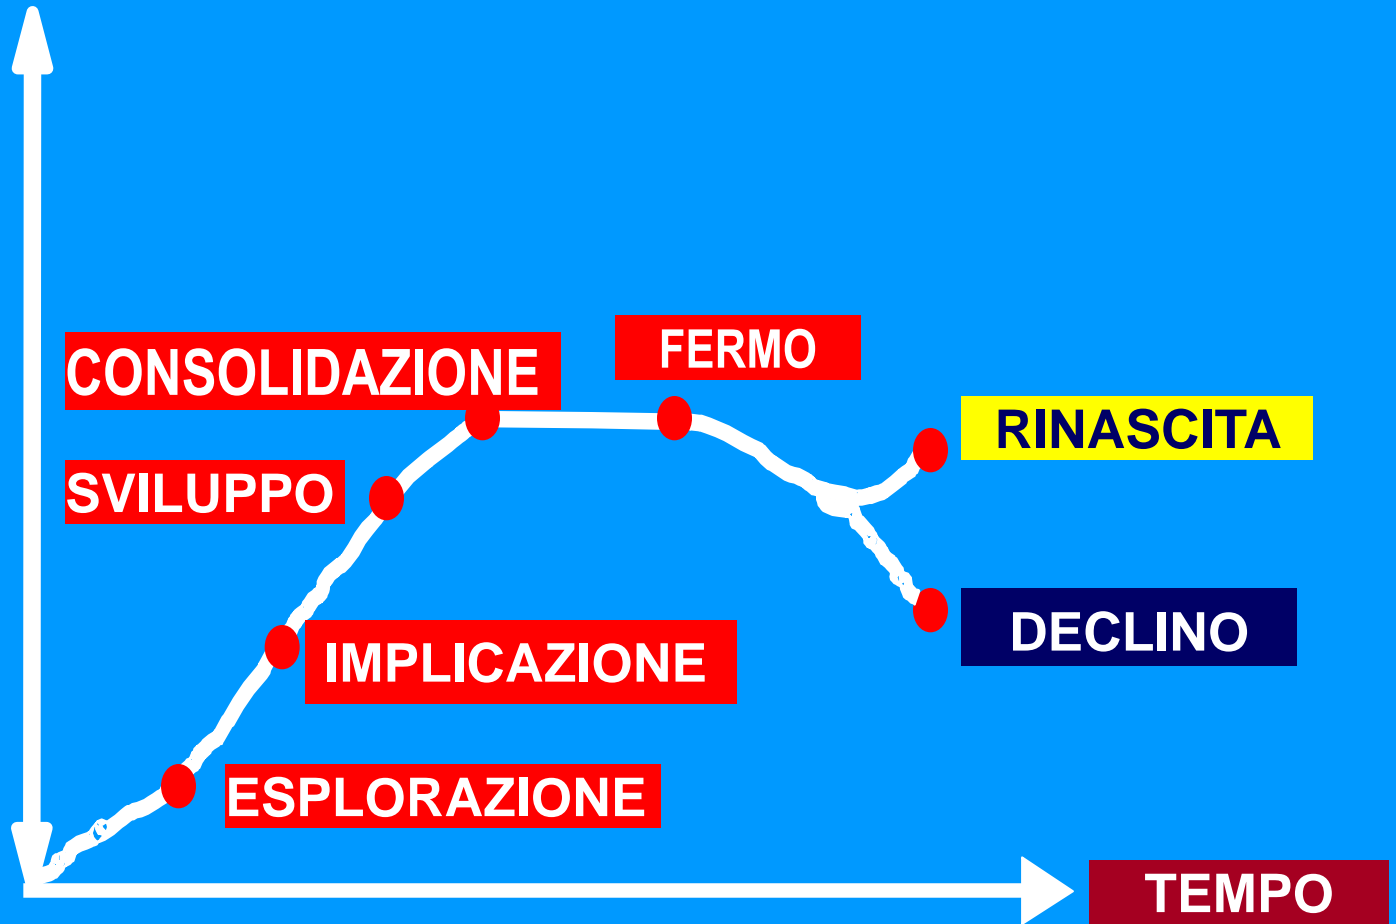 FERMO
CONSOLIDAZIONE
RINASCITA
SVILUPPO
DECLINO
IMPLICAZIONE
ESPLORAZIONE
TEMPO